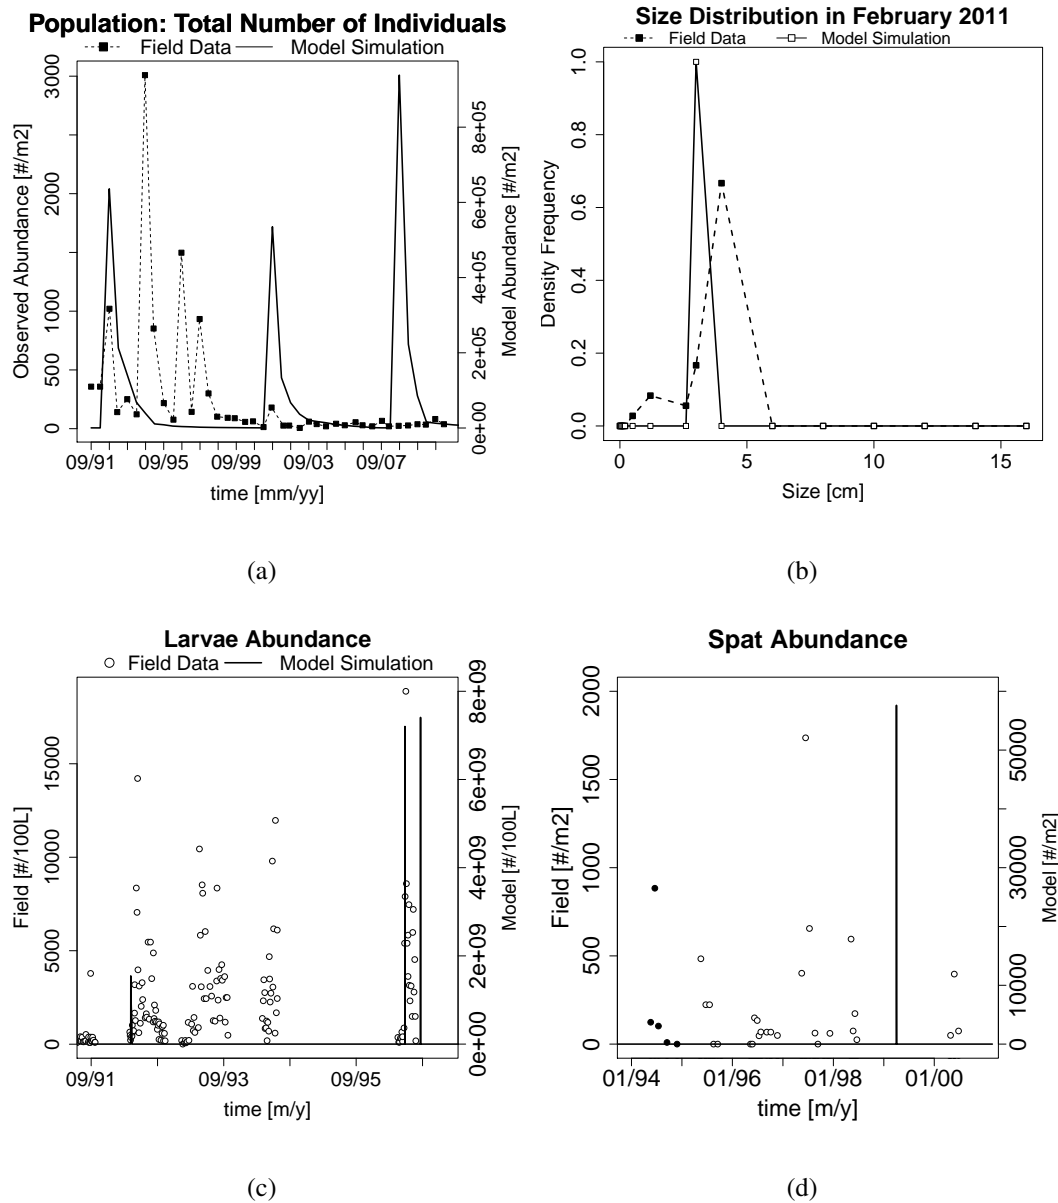 Population: Total Number of Individuals
Field Data Model Simulation
Observed Abundance [#/m2]
3000
2000
1000
500
0
Model Abundance [#/m2]
8e+05
6e+05
4e+05
2e+05
0e+00
09/91 09/95 09/99 09/03 09/07
time [mm/yy]
(a)
Size Distribution in February 2011
Field Data Model Simulation
Density Frequency
1.0
0.8
0.6
0.4
0.2
0.0
0 5 10 15
Size [cm]
(b)
Larvae Abundance
Field Data Model Simulation
Field [#/100L]
15000
10000
5000
0
Model [#/100L]
8e+09
6e+09
4e+09
2e+09
0e+00
09/91 09/93 09/95
time [m/y]
(c)
Spat Abundance
Field [#/m2]
2000
1500
1000
500
0
Model [#/m2]
50000
30000
10000
0
01/94 01/96 01/98 01/00
time [m/y]
(d)